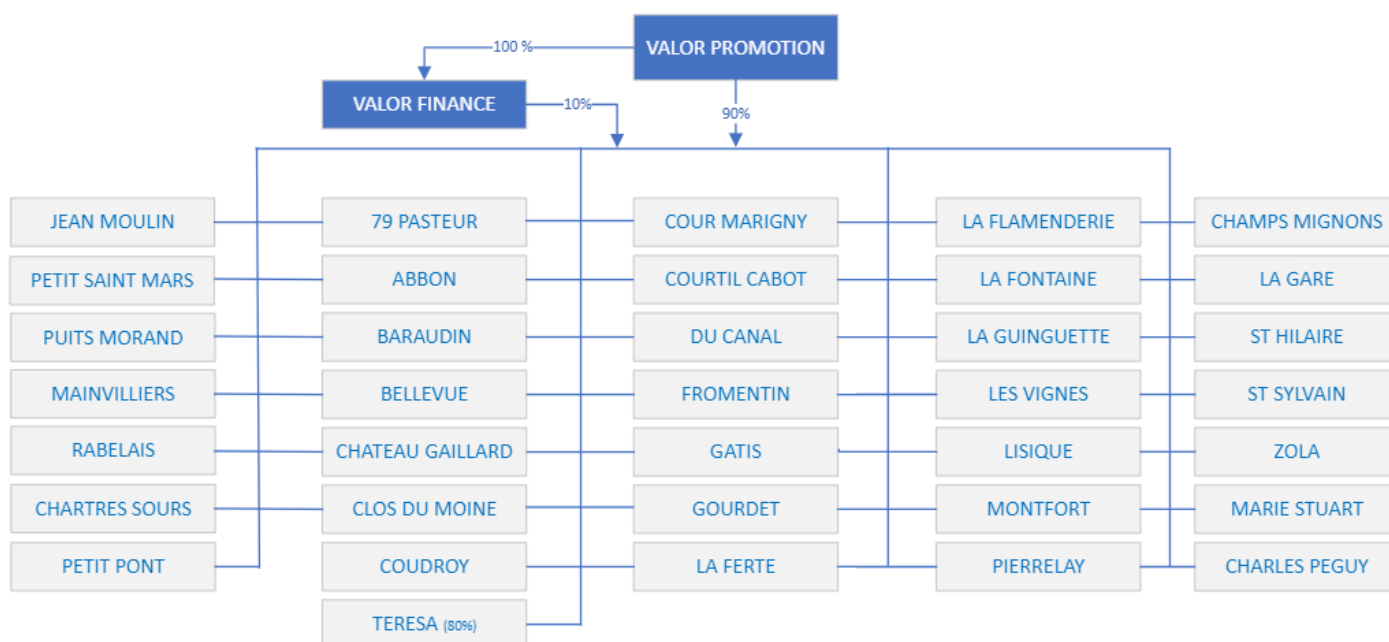 VALOR PROMOTION
100 %
VALOR FINANCE
10%
90%
JEAN MOULIN
79 PASTEUR
COUR MARIGNY
LA FLAMENDERIE
CHAMPS MIGNONS
PETIT SAINT MARS
ABBON
COURTIL CABOT
LA FONTAINE
LA GARE
PUITS MORAND
BARAUDIN
DU CANAL
LA GUINGUETTE
ST HILAIRE
MAINVILLIERS
BELLEVUE
FROMENTIN
LES VIGNES
ST SYLVAIN
RABELAIS
CHATEAU GAILLARD
GATIS
LISIQUE
ZOLA
CHARTRES SOURS
CLOS DU MOINE
GOURDET
MONTFORT
MARIE STUART
PETIT PONT
COUDROY
LA FERTE
PIERRELAY
CHARLES PEGUY
TERESA (80%)